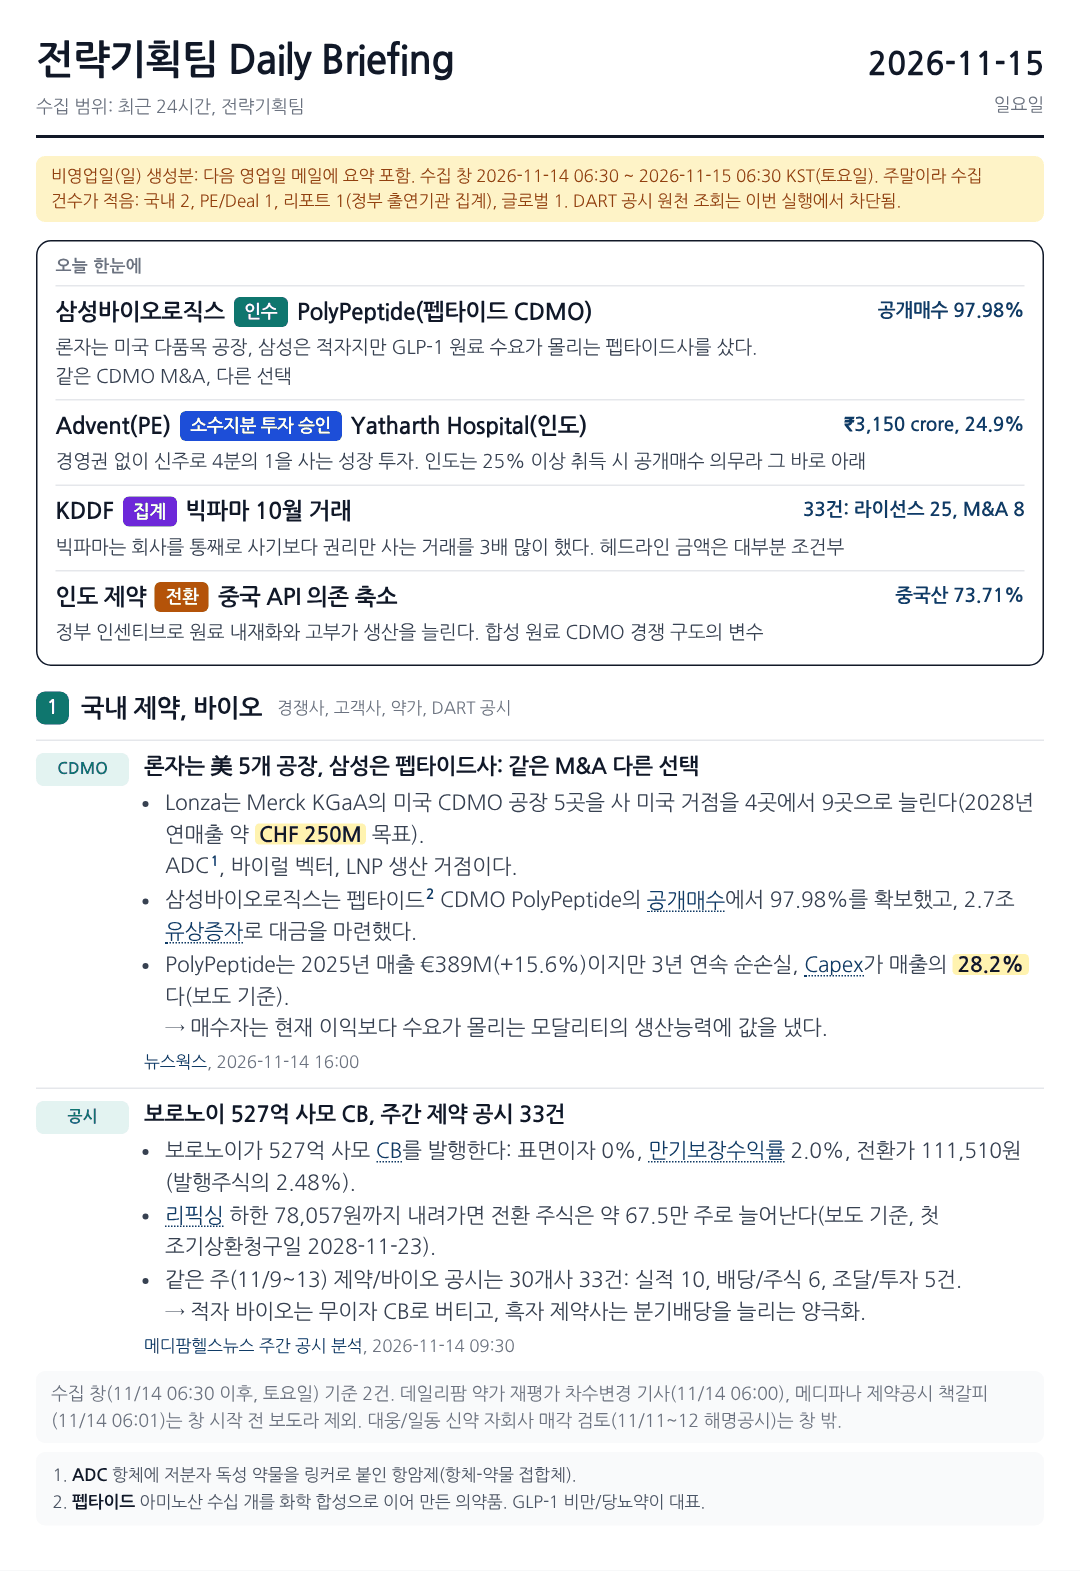 전략기획팀 Daily Briefing
2026-11-15
수집 범위: 최근 24시간, 전략기획팀
일요일
비영업일(일) 생성분: 다음 영업일 메일에 요약 포함. 수집 창 2026-11-14 06:30 ~ 2026-11-15 06:30 KST(토요일). 주말이라 수집
건수가 적음: 국내 2, PE/Deal 1, 리포트 1(정부 출연기관 집계), 글로벌 1. DART 공시 원천 조회는 이번 실행에서 차단됨.
오늘 한눈에
삼성바이오로직스 인수 PolyPeptide(펩타이드 CDMO) 공개매수 97.98%
론자는 미국 다품목 공장, 삼성은 적자지만 GLP-1 원료 수요가 몰리는 펩타이드사를 샀다.
같은 CDMO M&A, 다른 선택
Advent(PE) 소수지분 투자 승인 Yatharth Hospital(인도) ₹3,150 crore, 24.9%
경영권 없이 신주로 4분의 1을 사는 성장 투자. 인도는 25% 이상 취득 시 공개매수 의무라 그 바로 아래
KDDF 집계 빅파마 10월 거래 33건: 라이선스 25, M&A 8
빅파마는 회사를 통째로 사기보다 권리만 사는 거래를 3배 많이 했다. 헤드라인 금액은 대부분 조건부
인도 제약 전환 중국 API 의존 축소 중국산 73.71%
정부 인센티브로 원료 내재화와 고부가 생산을 늘린다. 합성 원료 CDMO 경쟁 구도의 변수
1 국내 제약, 바이오 경쟁사, 고객사, 약가, DART 공시
CDMO 론자는 美 5개 공장, 삼성은 펩타이드사: 같은 M&A 다른 선택
• Lonza는 Merck KGaA의 미국 CDMO 공장 5곳을 사 미국 거점을 4곳에서 9곳으로 늘린다(2028년
연매출 약 CHF 250M 목표).
ADC¹, 바이럴 벡터, LNP 생산 거점이다.
• 삼성바이오로직스는 펩타이드² CDMO PolyPeptide의 공개매수에서 97.98%를 확보했고, 2.7조
유상증자로 대금을 마련했다.
• PolyPeptide는 2025년 매출 €389M(+15.6%)이지만 3년 연속 순손실, Capex가 매출의 28.2%
다(보도 기준).
→ 매수자는 현재 이익보다 수요가 몰리는 모달리티의 생산능력에 값을 냈다.
뉴스웍스, 2026-11-14 16:00
공시 보로노이 527억 사모 CB, 주간 제약 공시 33건
• 보로노이가 527억 사모 CB를 발행한다: 표면이자 0%, 만기보장수익률 2.0%, 전환가 111,510원
(발행주식의 2.48%).
• 리픽싱 하한 78,057원까지 내려가면 전환 주식은 약 67.5만 주로 늘어난다(보도 기준, 첫
조기상환청구일 2028-11-23).
• 같은 주(11/9~13) 제약/바이오 공시는 30개사 33건: 실적 10, 배당/주식 6, 조달/투자 5건.
→ 적자 바이오는 무이자 CB로 버티고, 흑자 제약사는 분기배당을 늘리는 양극화.
메디팜헬스뉴스 주간 공시 분석, 2026-11-14 09:30
수집 창(11/14 06:30 이후, 토요일) 기준 2건. 데일리팜 약가 재평가 차수변경 기사(11/14 06:00), 메디파나 제약공시 책갈피
(11/14 06:01)는 창 시작 전 보도라 제외. 대웅/일동 신약 자회사 매각 검토(11/11~12 해명공시)는 창 밖.
1. ADC 항체에 저분자 독성 약물을 링커로 붙인 항암제(항체-약물 접합체).
2. 펩타이드 아미노산 수십 개를 화학 합성으로 이어 만든 의약품. GLP-1 비만/당뇨약이 대표.